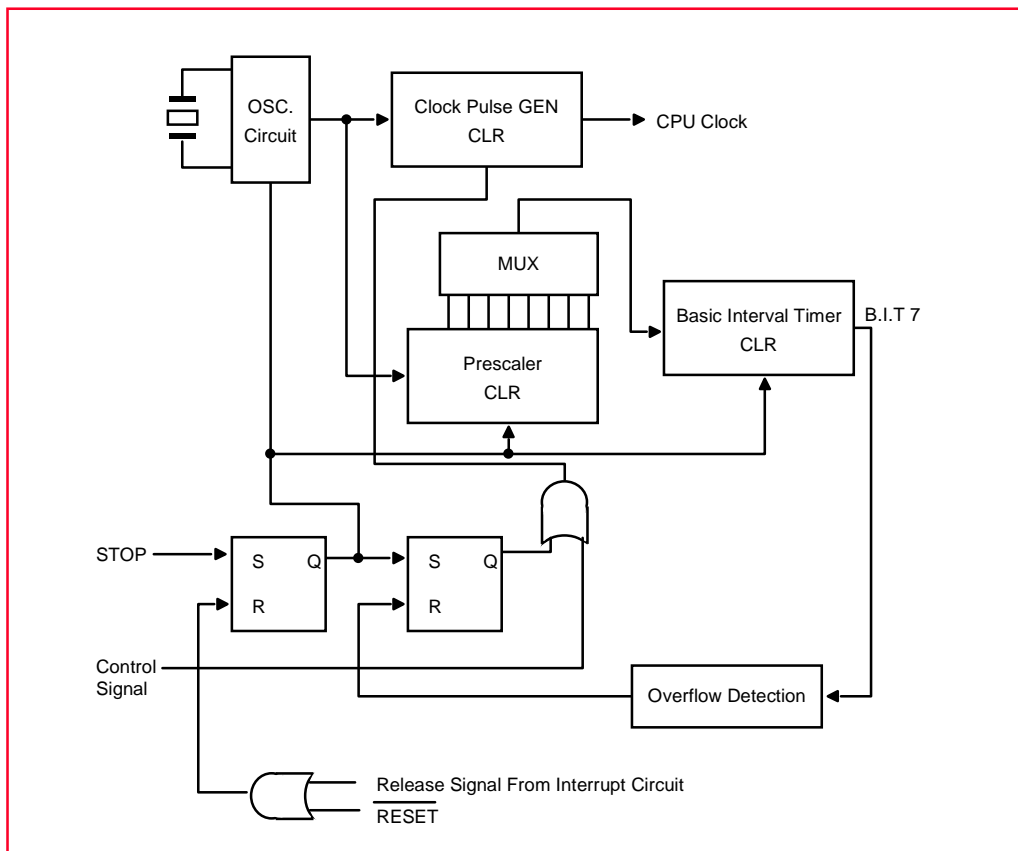 OSC.
Circuit
Clock Pulse GEN
CLR
CPU Clock
MUX
Basic Interval Timer
CLR
B.I.T 7
Prescaler
CLR
STOP
S Q
R
S Q
R
Control
Signal
Overflow Detection
Release Signal From Interrupt Circuit
RESET